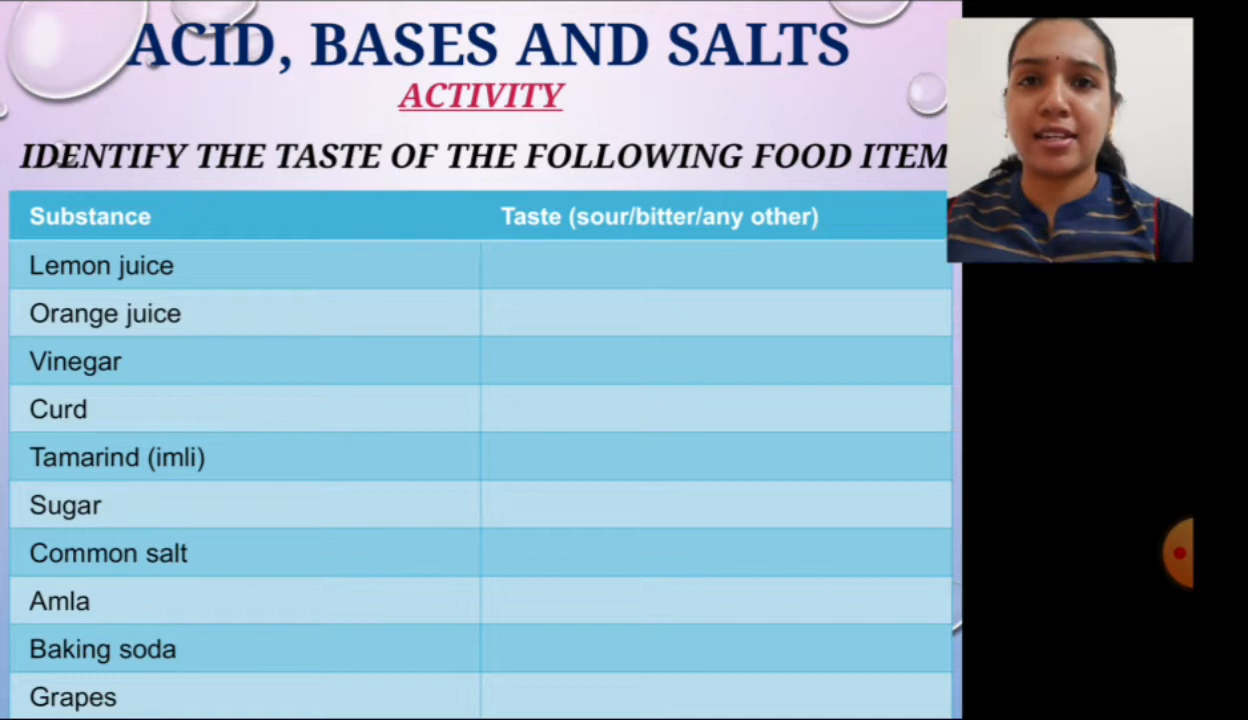 ACID, BASES AND SALTS
ACTIVITY
IDENTIFY THE TASTE OF THE FOLLOWING FOOD ITEM
Substance Taste (sour/bitter/any other)
Lemon juice
Orange juice
Vinegar
Curd
Tamarind (imli)
Sugar
Common salt
Amla
Baking soda
Grapes